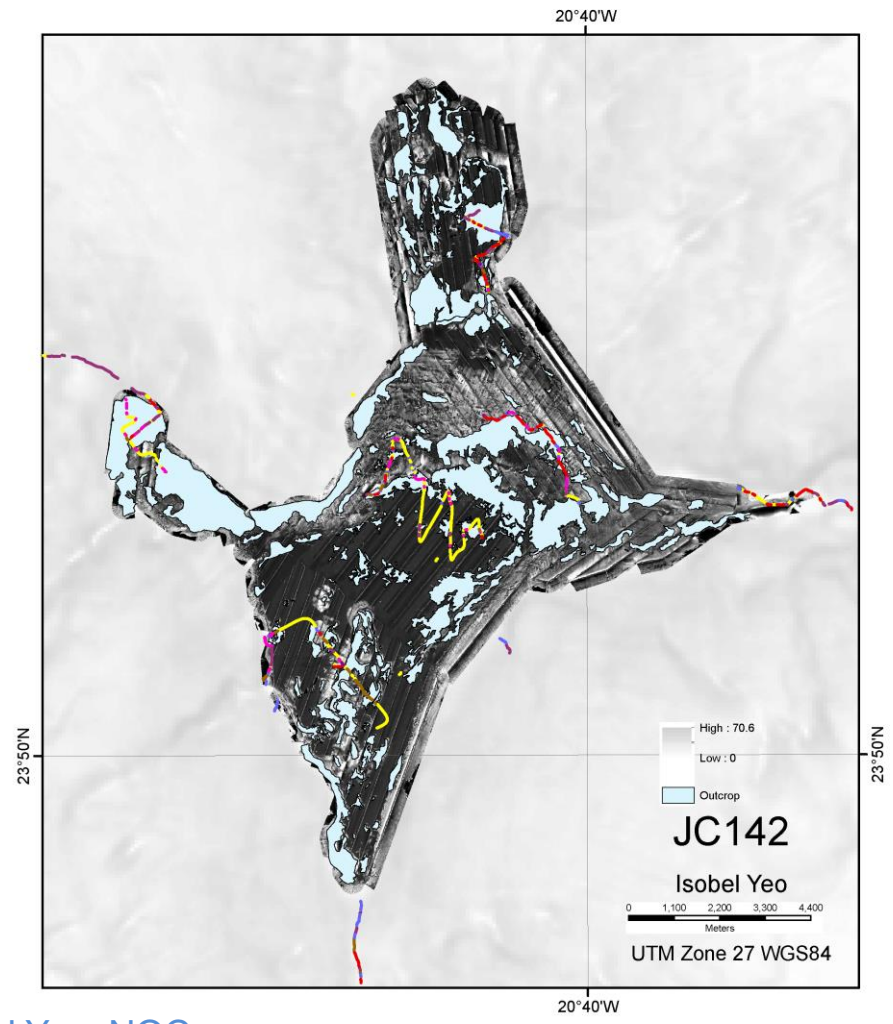 20°40'W
23°50'N
23°50'N
High : 70.6
Low : 0
Outcrop
JC142
Isobel Yeo
0 1,100 2,200 3,300 4,400
Meters
UTM Zone 27 WGS84
20°40'W